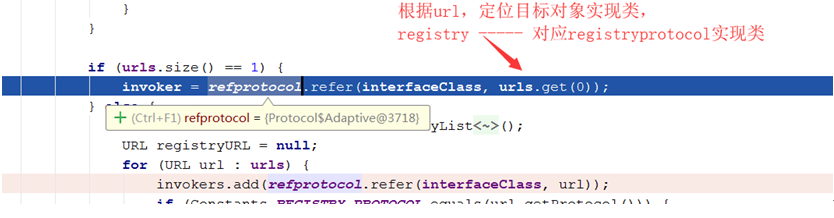 }
根据url，定位目标对象实现类，
}
registry ----- 对应registryprotocol实现类
if (urls.size() == 1) {
invoker = refprotocol.refer(interfaceClass, urls.get(0));
} else {
+ (Ctrl+F1) refprotocol = {Protocol$Adaptive@3718}
yList<~>();
URL registryURL = null;
for (URL url : urls) {
invokers.add(refprotocol.refer(interfaceClass, url));
if (Constants.REGISTRY_PROTOCOL.equals(url.getProtocol())) {